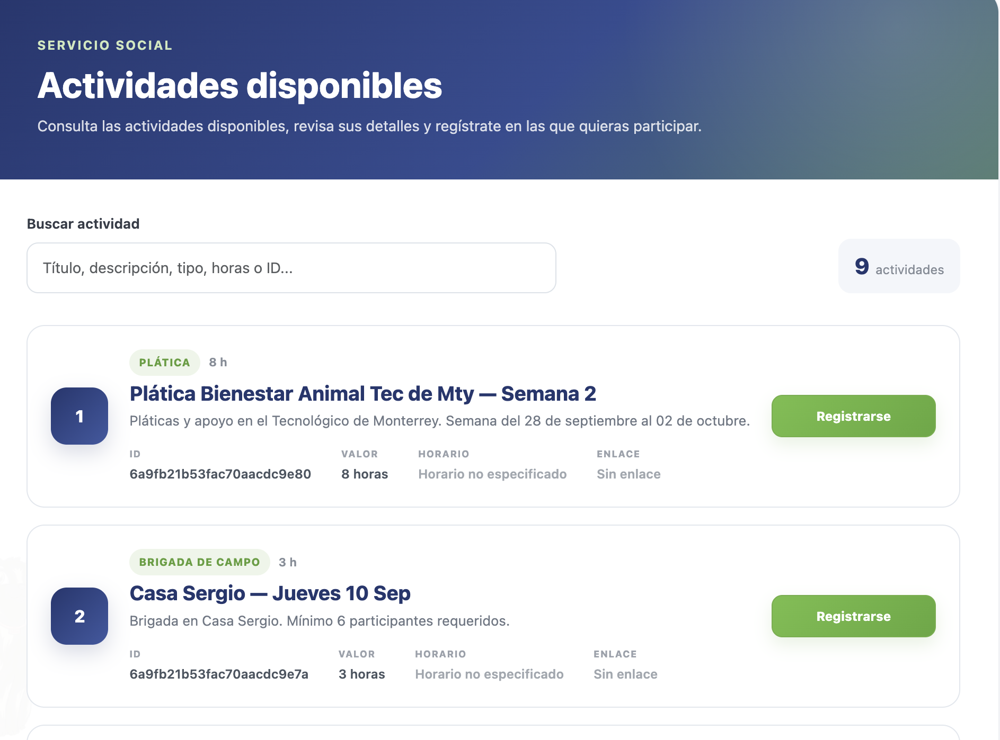 SERVICIO SOCIAL
Actividades disponibles
Consulta las actividades disponibles, revisa sus detalles y regístrate en las que quieras participar.
Buscar actividad
Título, descripción, tipo, horas o ID...
9 actividades
PLÁTICA 8 h
1
Plática Bienestar Animal Tec de Mty — Semana 2
Pláticas y apoyo en el Tecnológico de Monterrey. Semana del 28 de septiembre al 02 de octubre.
Registrarse
ID VALOR HORARIO ENLACE
6a9fb21b53fac70aacdc9e80 8 horas Horario no especificado Sin enlace
BRIGADA DE CAMPO 3 h
2
Casa Sergio — Jueves 10 Sep
Brigada en Casa Sergio. Mínimo 6 participantes requeridos.
Registrarse
ID VALOR HORARIO ENLACE
6a9fb21b53fac70aacdc9e7a 3 horas Horario no especificado Sin enlace